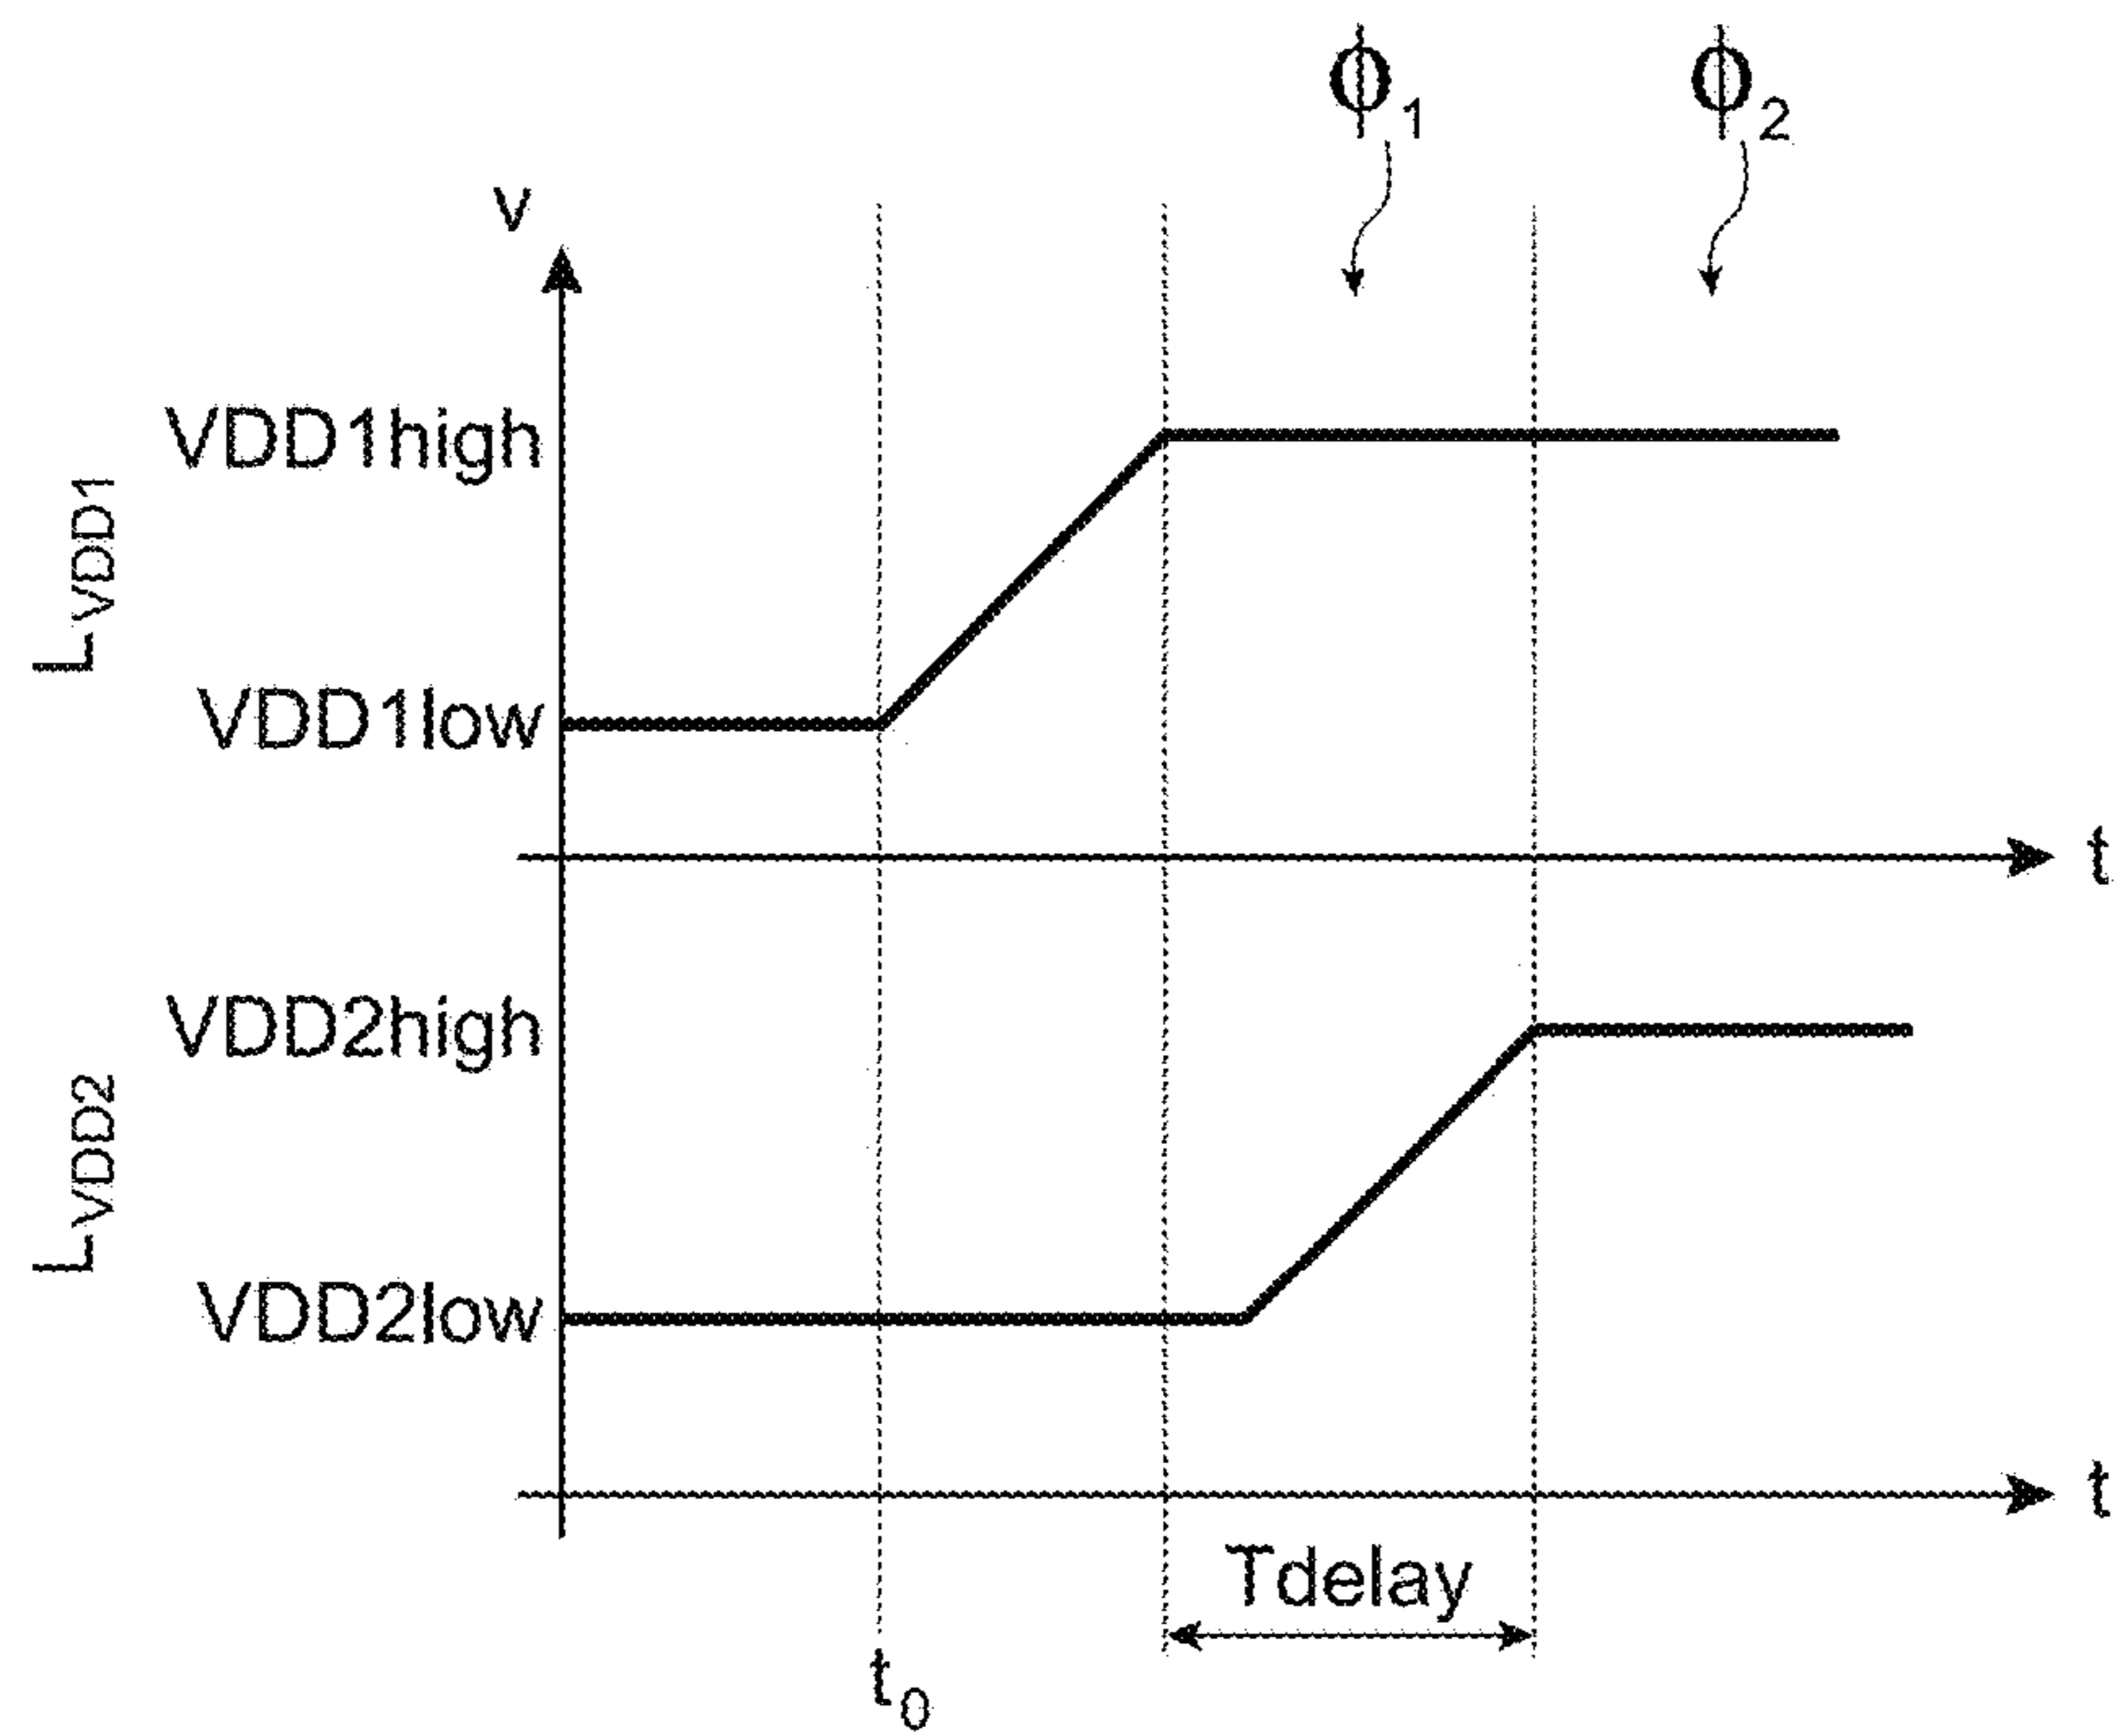 ϕ1 ϕ2
v
VDD1high
LVDD1
VDD1low
t
VDD2high
LVDD2
VDD2low
t
Tdelay
t0